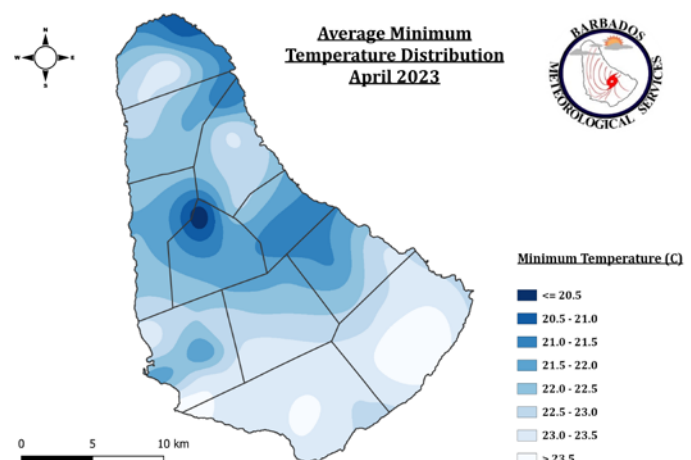 Average Minimum
Temperature Distribution
April 2023
N
W
E
S
BARBADOS
METEOROLOGICAL SERVICES
Minimum Temperature (C)
<= 20.5
20.5 - 21.0
21.0 - 21.5
21.5 - 22.0
22.0 - 22.5
22.5 - 23.0
23.0 - 23.5
> 23.5
0 5 10 km